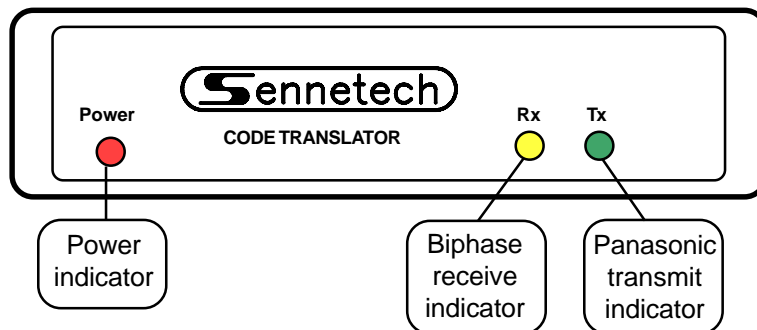 Sennetech
Power
CODE TRANSLATOR
Rx
Tx
Power
indicator
Biphase
receive
indicator
Panasonic
transmit
indicator